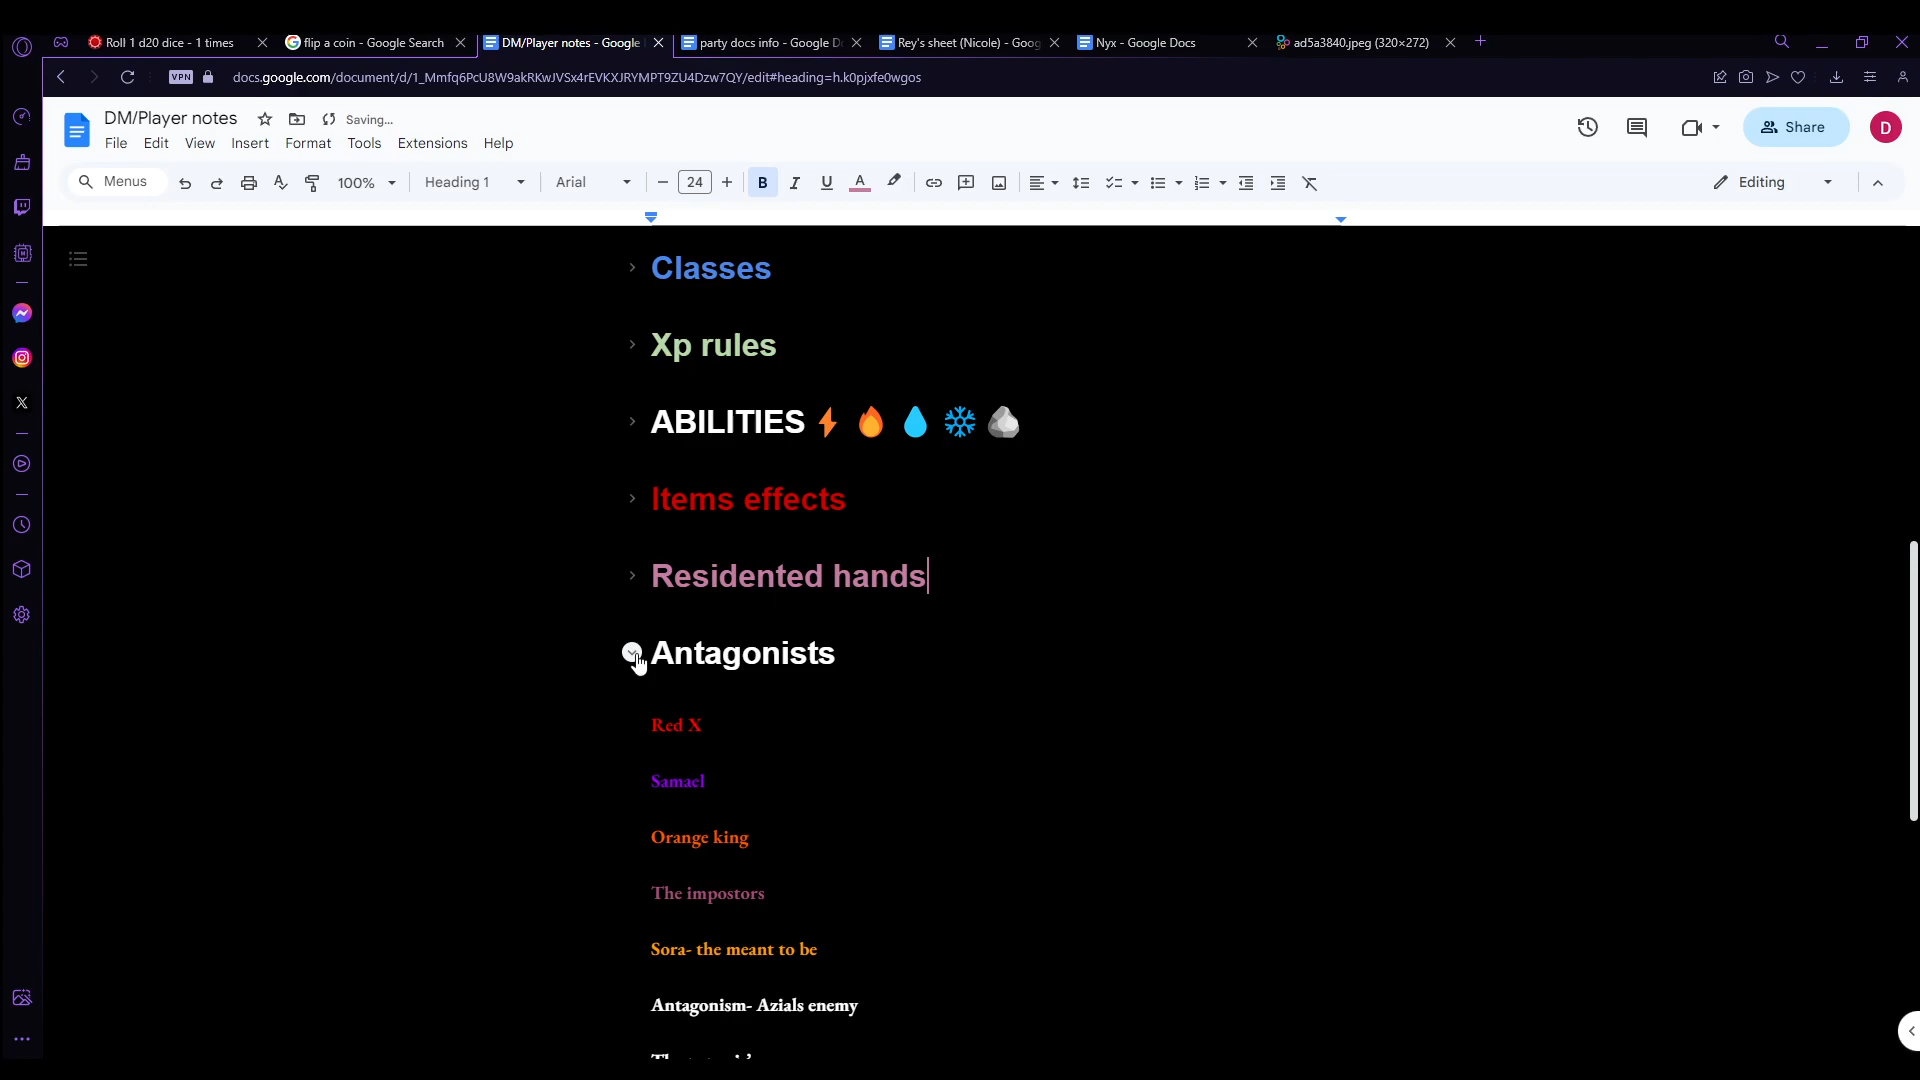 Roll 1 d20 dice - 1 times
flip a coin - Google Search
DM/Player notes - Google
party docs info - Google D
Rey's sheet (Nicole) - Goog
Nyx - Google Docs
ad5a3840.jpeg (320×272)
VPN
docs.google.com/document/d/1_Mmfq6PcU8W9akRKwJVSx4rEVKXJRYMPT9ZU4Dzw7QY/edit#heading=h.k0pjxfe0wgos
DM/Player notes
Saving...
File Edit View Insert Format Tools Extensions Help
Share
D
Menus
100%
Heading 1
Arial
24
B I U A
Editing
Classes
Xp rules
ABILITIES ⚡ 🔥 💧 ❄️ 🪨
Items effects
Residented hands
Antagonists
Red X
Samael
Orange king
The impostors
Sora- the meant to be
Antagonism- Azials enemy